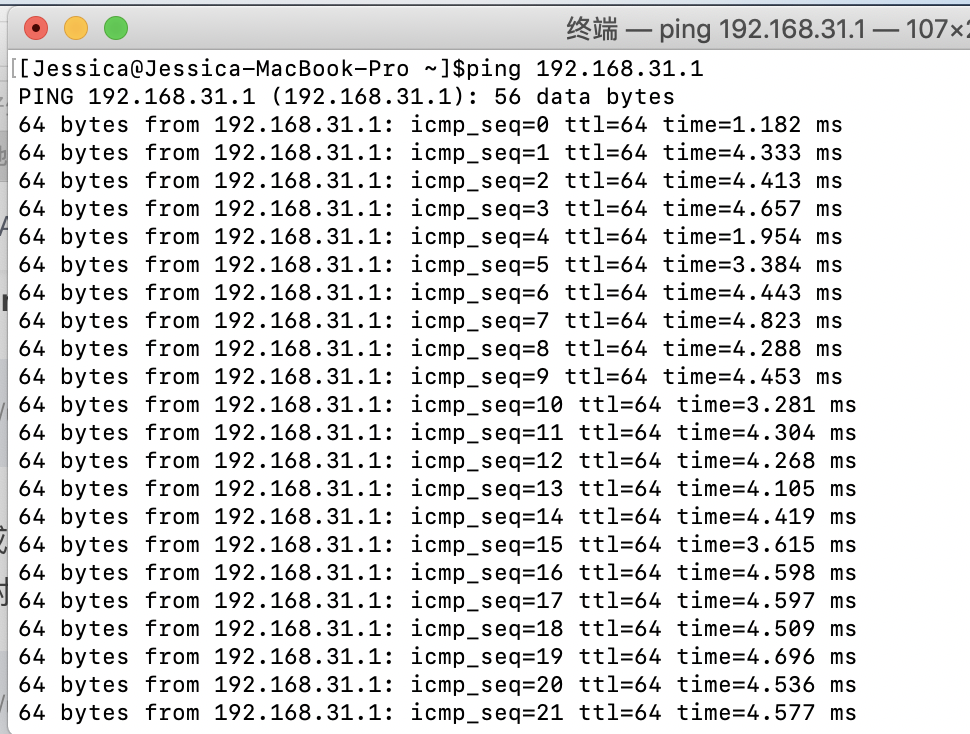 终端 — ping 192.168.31.1 — 107×2
[[Jessica@Jessica-MacBook-Pro ~]$ping 192.168.31.1
PING 192.168.31.1 (192.168.31.1): 56 data bytes
64 bytes from 192.168.31.1: icmp_seq=0 ttl=64 time=1.182 ms
64 bytes from 192.168.31.1: icmp_seq=1 ttl=64 time=4.333 ms
64 bytes from 192.168.31.1: icmp_seq=2 ttl=64 time=4.413 ms
64 bytes from 192.168.31.1: icmp_seq=3 ttl=64 time=4.657 ms
64 bytes from 192.168.31.1: icmp_seq=4 ttl=64 time=1.954 ms
64 bytes from 192.168.31.1: icmp_seq=5 ttl=64 time=3.384 ms
64 bytes from 192.168.31.1: icmp_seq=6 ttl=64 time=4.443 ms
64 bytes from 192.168.31.1: icmp_seq=7 ttl=64 time=4.823 ms
64 bytes from 192.168.31.1: icmp_seq=8 ttl=64 time=4.288 ms
64 bytes from 192.168.31.1: icmp_seq=9 ttl=64 time=4.453 ms
64 bytes from 192.168.31.1: icmp_seq=10 ttl=64 time=3.281 ms
64 bytes from 192.168.31.1: icmp_seq=11 ttl=64 time=4.304 ms
64 bytes from 192.168.31.1: icmp_seq=12 ttl=64 time=4.268 ms
64 bytes from 192.168.31.1: icmp_seq=13 ttl=64 time=4.105 ms
64 bytes from 192.168.31.1: icmp_seq=14 ttl=64 time=4.419 ms
64 bytes from 192.168.31.1: icmp_seq=15 ttl=64 time=3.615 ms
64 bytes from 192.168.31.1: icmp_seq=16 ttl=64 time=4.598 ms
64 bytes from 192.168.31.1: icmp_seq=17 ttl=64 time=4.597 ms
64 bytes from 192.168.31.1: icmp_seq=18 ttl=64 time=4.509 ms
64 bytes from 192.168.31.1: icmp_seq=19 ttl=64 time=4.696 ms
64 bytes from 192.168.31.1: icmp_seq=20 ttl=64 time=4.536 ms
64 bytes from 192.168.31.1: icmp_seq=21 ttl=64 time=4.577 ms